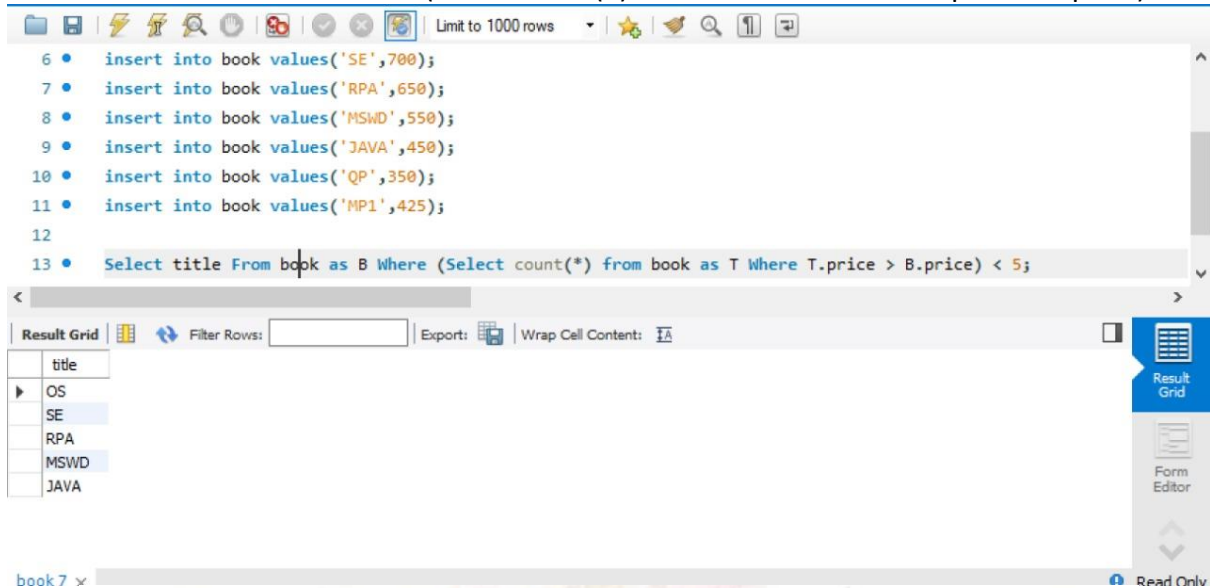 Limit to 1000 rows
6 insert into book values('SE',700);
7 insert into book values('RPA',650);
8 insert into book values('MSWD',550);
9 insert into book values('JAVA',450);
10 insert into book values('QP',350);
11 insert into book values('MP1',425);
12
13 Select title From book as B Where (Select count(*) from book as T Where T.price > B.price) < 5;
Result Grid Filter Rows: Export: Wrap Cell Content: IA
title
OS
SE
RPA
MSWD
JAVA
Result
Grid
Form
Editor
book 7 × Read Only